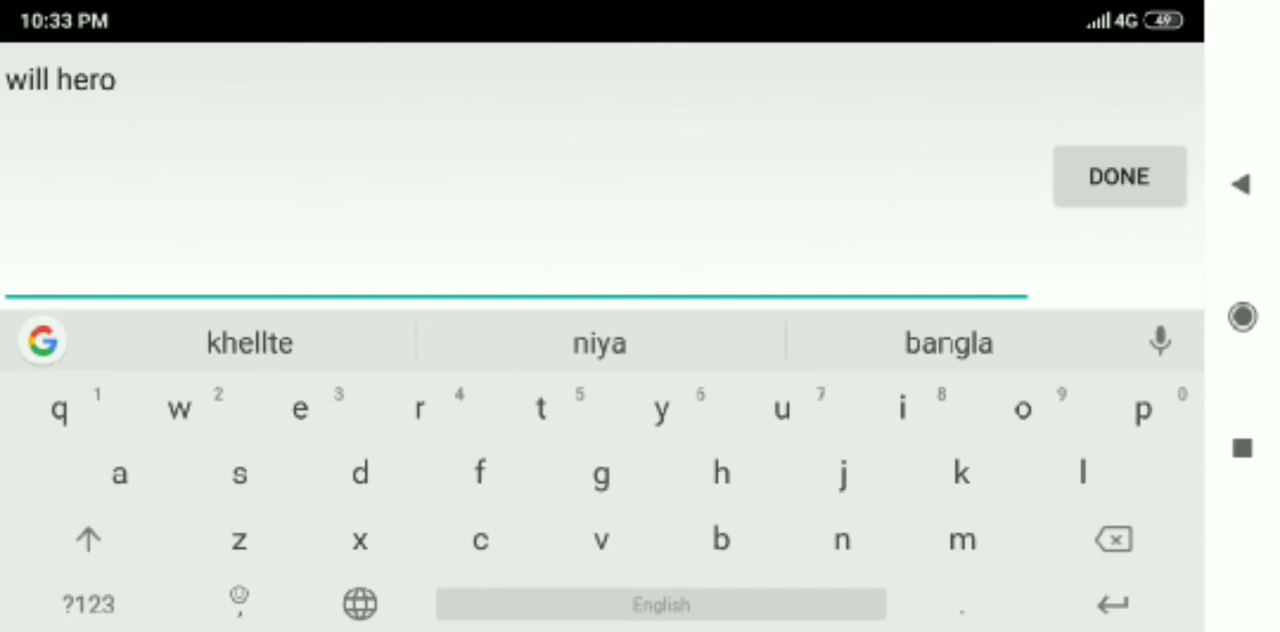 10:33 PM 4G 49
will hero
DONE
khellte niya bangla
q 1 w 2 e 3 r 4 t 5 y 6 u 7 i 8 o 9 p 0
a s d f g h j k l
z x c v b n m
?123 , English .